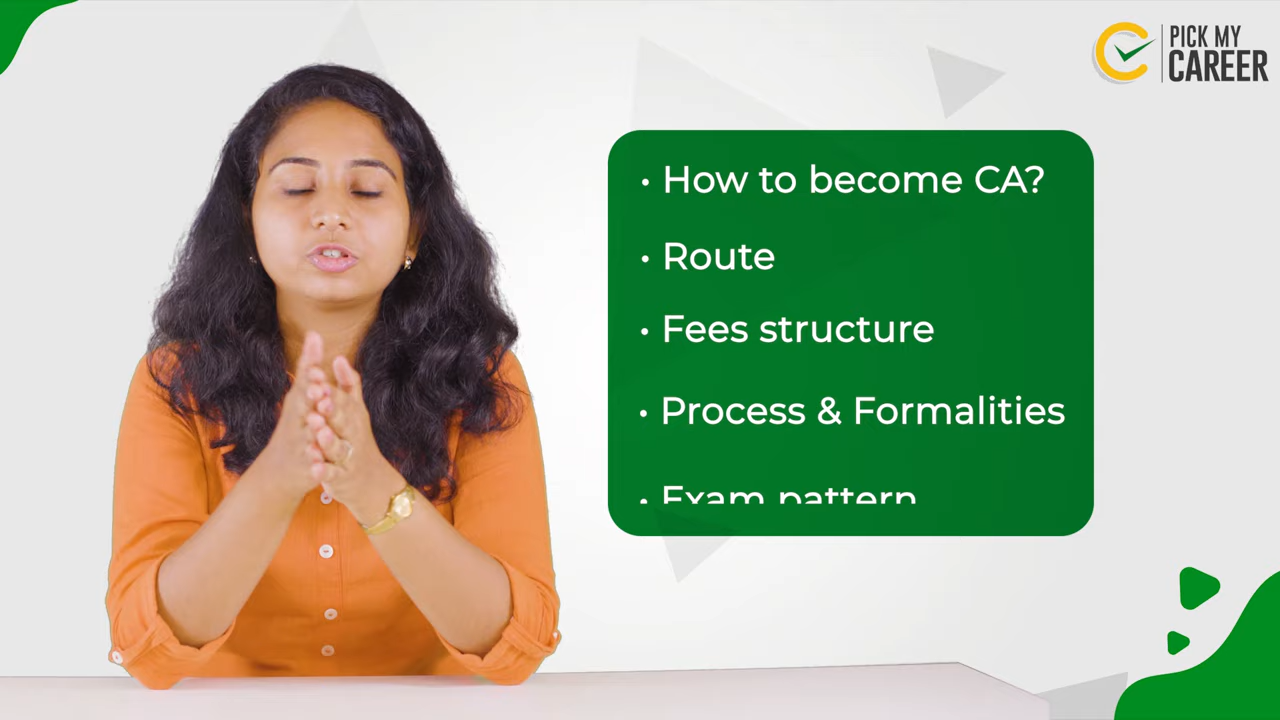 PICK MY
CAREER
• How to become CA?
• Route
• Fees structure
• Process & Formalities
• Exam pattern